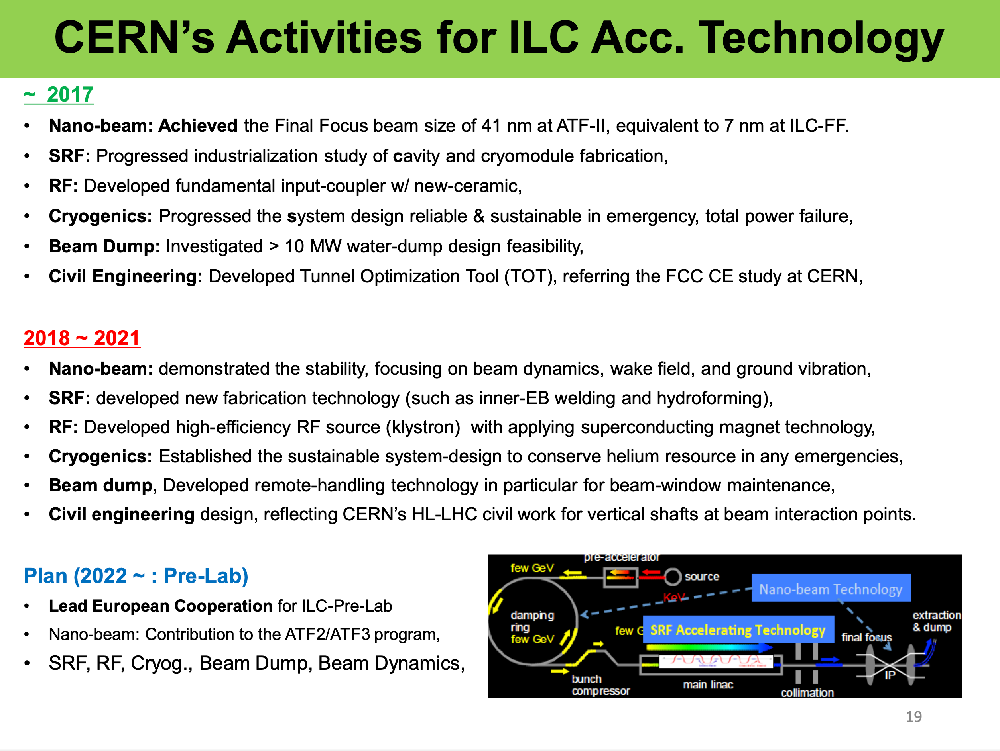 CERN’s Activities for ILC Acc. Technology
~ 2017
• Nano-beam: Achieved the Final Focus beam size of 41 nm at ATF-II, equivalent to 7 nm at ILC-FF.
• SRF: Progressed industrialization study of cavity and cryomodule fabrication,
• RF: Developed fundamental input-coupler w/ new-ceramic,
• Cryogenics: Progressed the system design reliable & sustainable in emergency, total power failure,
• Beam Dump: Investigated > 10 MW water-dump design feasibility,
• Civil Engineering: Developed Tunnel Optimization Tool (TOT), referring the FCC CE study at CERN,
2018 ~ 2021
• Nano-beam: demonstrated the stability, focusing on beam dynamics, wake field, and ground vibration,
• SRF: developed new fabrication technology (such as inner-EB welding and hydroforming),
• RF: Developed high-efficiency RF source (klystron) with applying superconducting magnet technology,
• Cryogenics: Established the sustainable system-design to conserve helium resource in any emergencies,
• Beam dump, Developed remote-handling technology in particular for beam-window maintenance,
• Civil engineering design, reflecting CERN’s HL-LHC civil work for vertical shafts at beam interaction points.
Plan (2022 ~ : Pre-Lab)
• Lead European Cooperation for ILC-Pre-Lab
• Nano-beam: Contribution to the ATF2/ATF3 program,
• SRF, RF, Cryog., Beam Dump, Beam Dynamics,
pre-accelerator
few GeV
source
KeV
Nano-beam Technology
damping
ring
few GeV
few G
SRF Accelerating Technology
extraction
& dump
final focus
IP
bunch
compressor
main linac
collimation
19